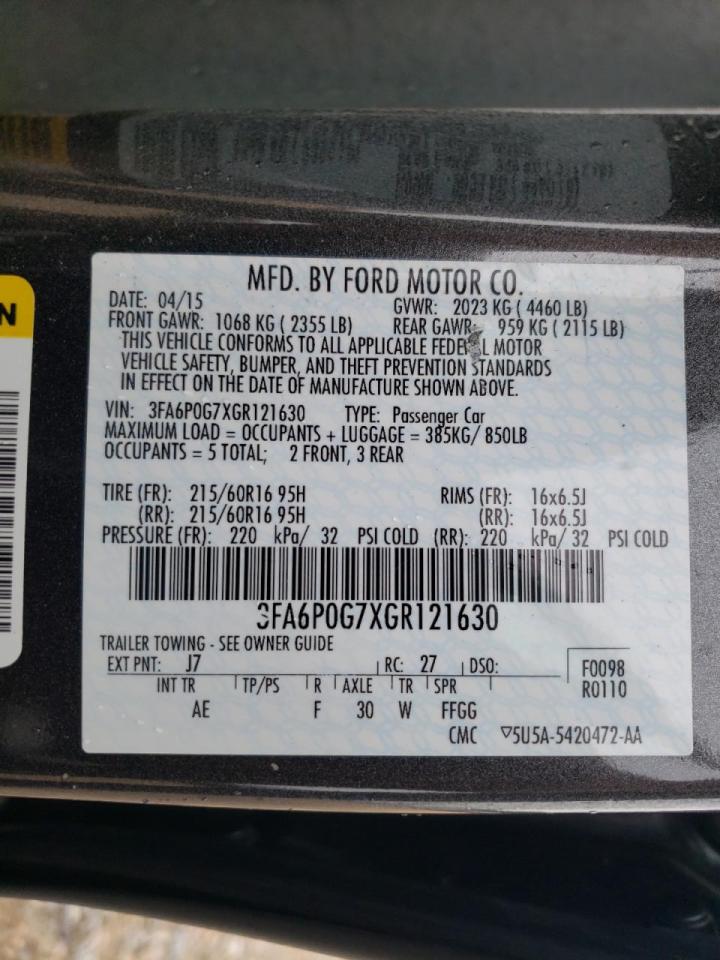 MFD. BY FORD MOTOR CO.
DATE: 04/15 GVWR: 2023 KG ( 4460 LB)
FRONT GAWR: 1068 KG ( 2355 LB) REAR GAWR: 959 KG ( 2115 LB)
THIS VEHICLE CONFORMS TO ALL APPLICABLE FEDERAL MOTOR
VEHICLE SAFETY, BUMPER, AND THEFT PREVENTION STANDARDS
IN EFFECT ON THE DATE OF MANUFACTURE SHOWN ABOVE.
VIN: 3FA6P0G7XGR121630 TYPE: Passenger Car
MAXIMUM LOAD = OCCUPANTS + LUGGAGE = 385KG/ 850LB
OCCUPANTS = 5 TOTAL; 2 FRONT, 3 REAR
TIRE (FR): 215/60R16 95H RIMS (FR): 16x6.5J
(RR): 215/60R16 95H (RR): 16x6.5J
PRESSURE (FR): 220 kPa/ 32 PSI COLD (RR): 220 kPa/ 32 PSI COLD
3FA6P0G7XGR121630
TRAILER TOWING - SEE OWNER GUIDE
EXT PNT: J7 RC: 27 DSO: F0098
R0110
INT TR TP/PS R AXLE TR SPR
AE F 30 W FFGG
CMC ▽5U5A-5420472-AA
N